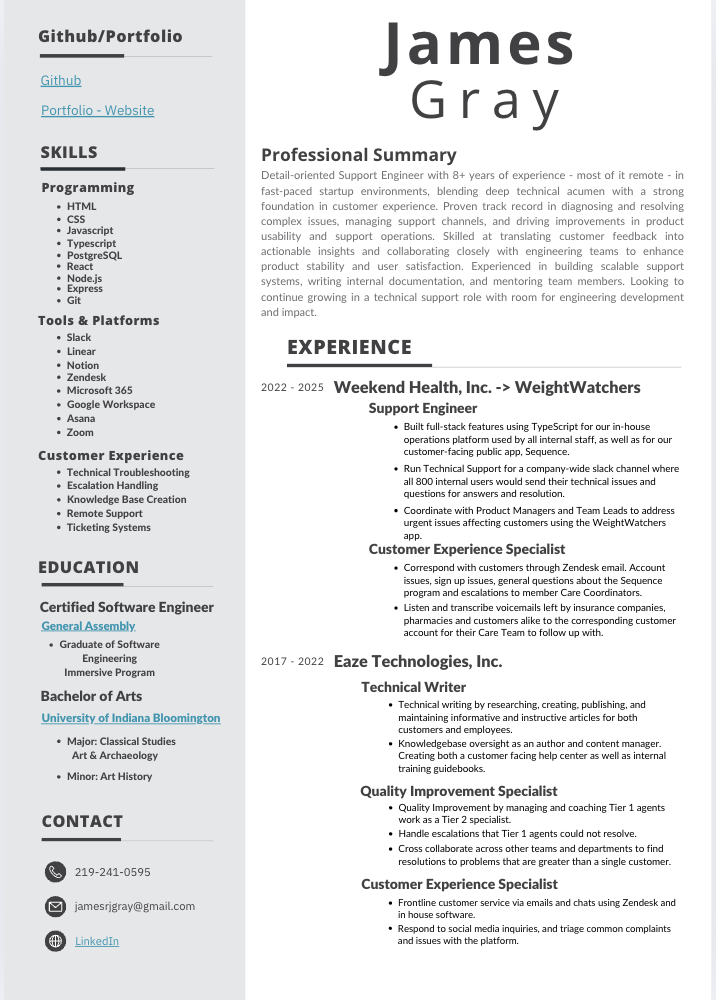 Github/Portfolio
Github
Portfolio - Website
SKILLS
Programming
• HTML
• CSS
• Javascript
• Typescript
• PostgreSQL
• React
• Node.js
• Express
• Git
Tools & Platforms
• Slack
• Linear
• Notion
• Zendesk
• Microsoft 365
• Google Workspace
• Asana
• Zoom
Customer Experience
• Technical Troubleshooting
• Escalation Handling
• Knowledge Base Creation
• Remote Support
• Ticketing Systems
EDUCATION
Certified Software Engineer
General Assembly
• Graduate of Software
Engineering
Immersive Program
Bachelor of Arts
University of Indiana Bloomington
• Major: Classical Studies
Art & Archaeology
• Minor: Art History
CONTACT
219-241-0595
jamesrjgray@gmail.com
LinkedIn
James
Gray
Professional Summary
Detail-oriented Support Engineer with 8+ years of experience - most of it remote - in
fast-paced startup environments, blending deep technical acumen with a strong
foundation in customer experience. Proven track record in diagnosing and resolving
complex issues, managing support channels, and driving improvements in product
usability and support operations. Skilled at translating customer feedback into
actionable insights and collaborating closely with engineering teams to enhance
product stability and user satisfaction. Experienced in building scalable support
systems, writing internal documentation, and mentoring team members. Looking to
continue growing in a technical support role with room for engineering development
and impact.
EXPERIENCE
2022 - 2025 Weekend Health, Inc. -> WeightWatchers
Support Engineer
• Built full-stack features using TypeScript for our in-house
operations platform used by all internal staff, as well as for our
customer-facing public app, Sequence.
• Run Technical Support for a company-wide slack channel where
all 800 internal users would send their technical issues and
questions for answers and resolution.
• Coordinate with Product Managers and Team Leads to address
urgent issues affecting customers using the WeightWatchers
app.
Customer Experience Specialist
• Correspond with customers through Zendesk email. Account
issues, sign up issues, general questions about the Sequence
program and escalations to member Care Coordinators.
• Listen and transcribe voicemails left by insurance companies,
pharmacies and customers alike to the corresponding customer
account for their Care Team to follow up with.
2017 - 2022 Eaze Technologies, Inc.
Technical Writer
• Technical writing by researching, creating, publishing, and
maintaining informative and instructive articles for both
customers and employees.
• Knowledgebase oversight as an author and content manager.
Creating both a customer facing help center as well as internal
training guidebooks.
Quality Improvement Specialist
• Quality Improvement by managing and coaching Tier 1 agents
work as a Tier 2 specialist.
• Handle escalations that Tier 1 agents could not resolve.
• Cross collaborate across other teams and departments to find
resolutions to problems that are greater than a single customer.
Customer Experience Specialist
• Frontline customer service via emails and chats using Zendesk and
in house software.
• Respond to social media inquiries, and triage common complaints
and issues with the platform.